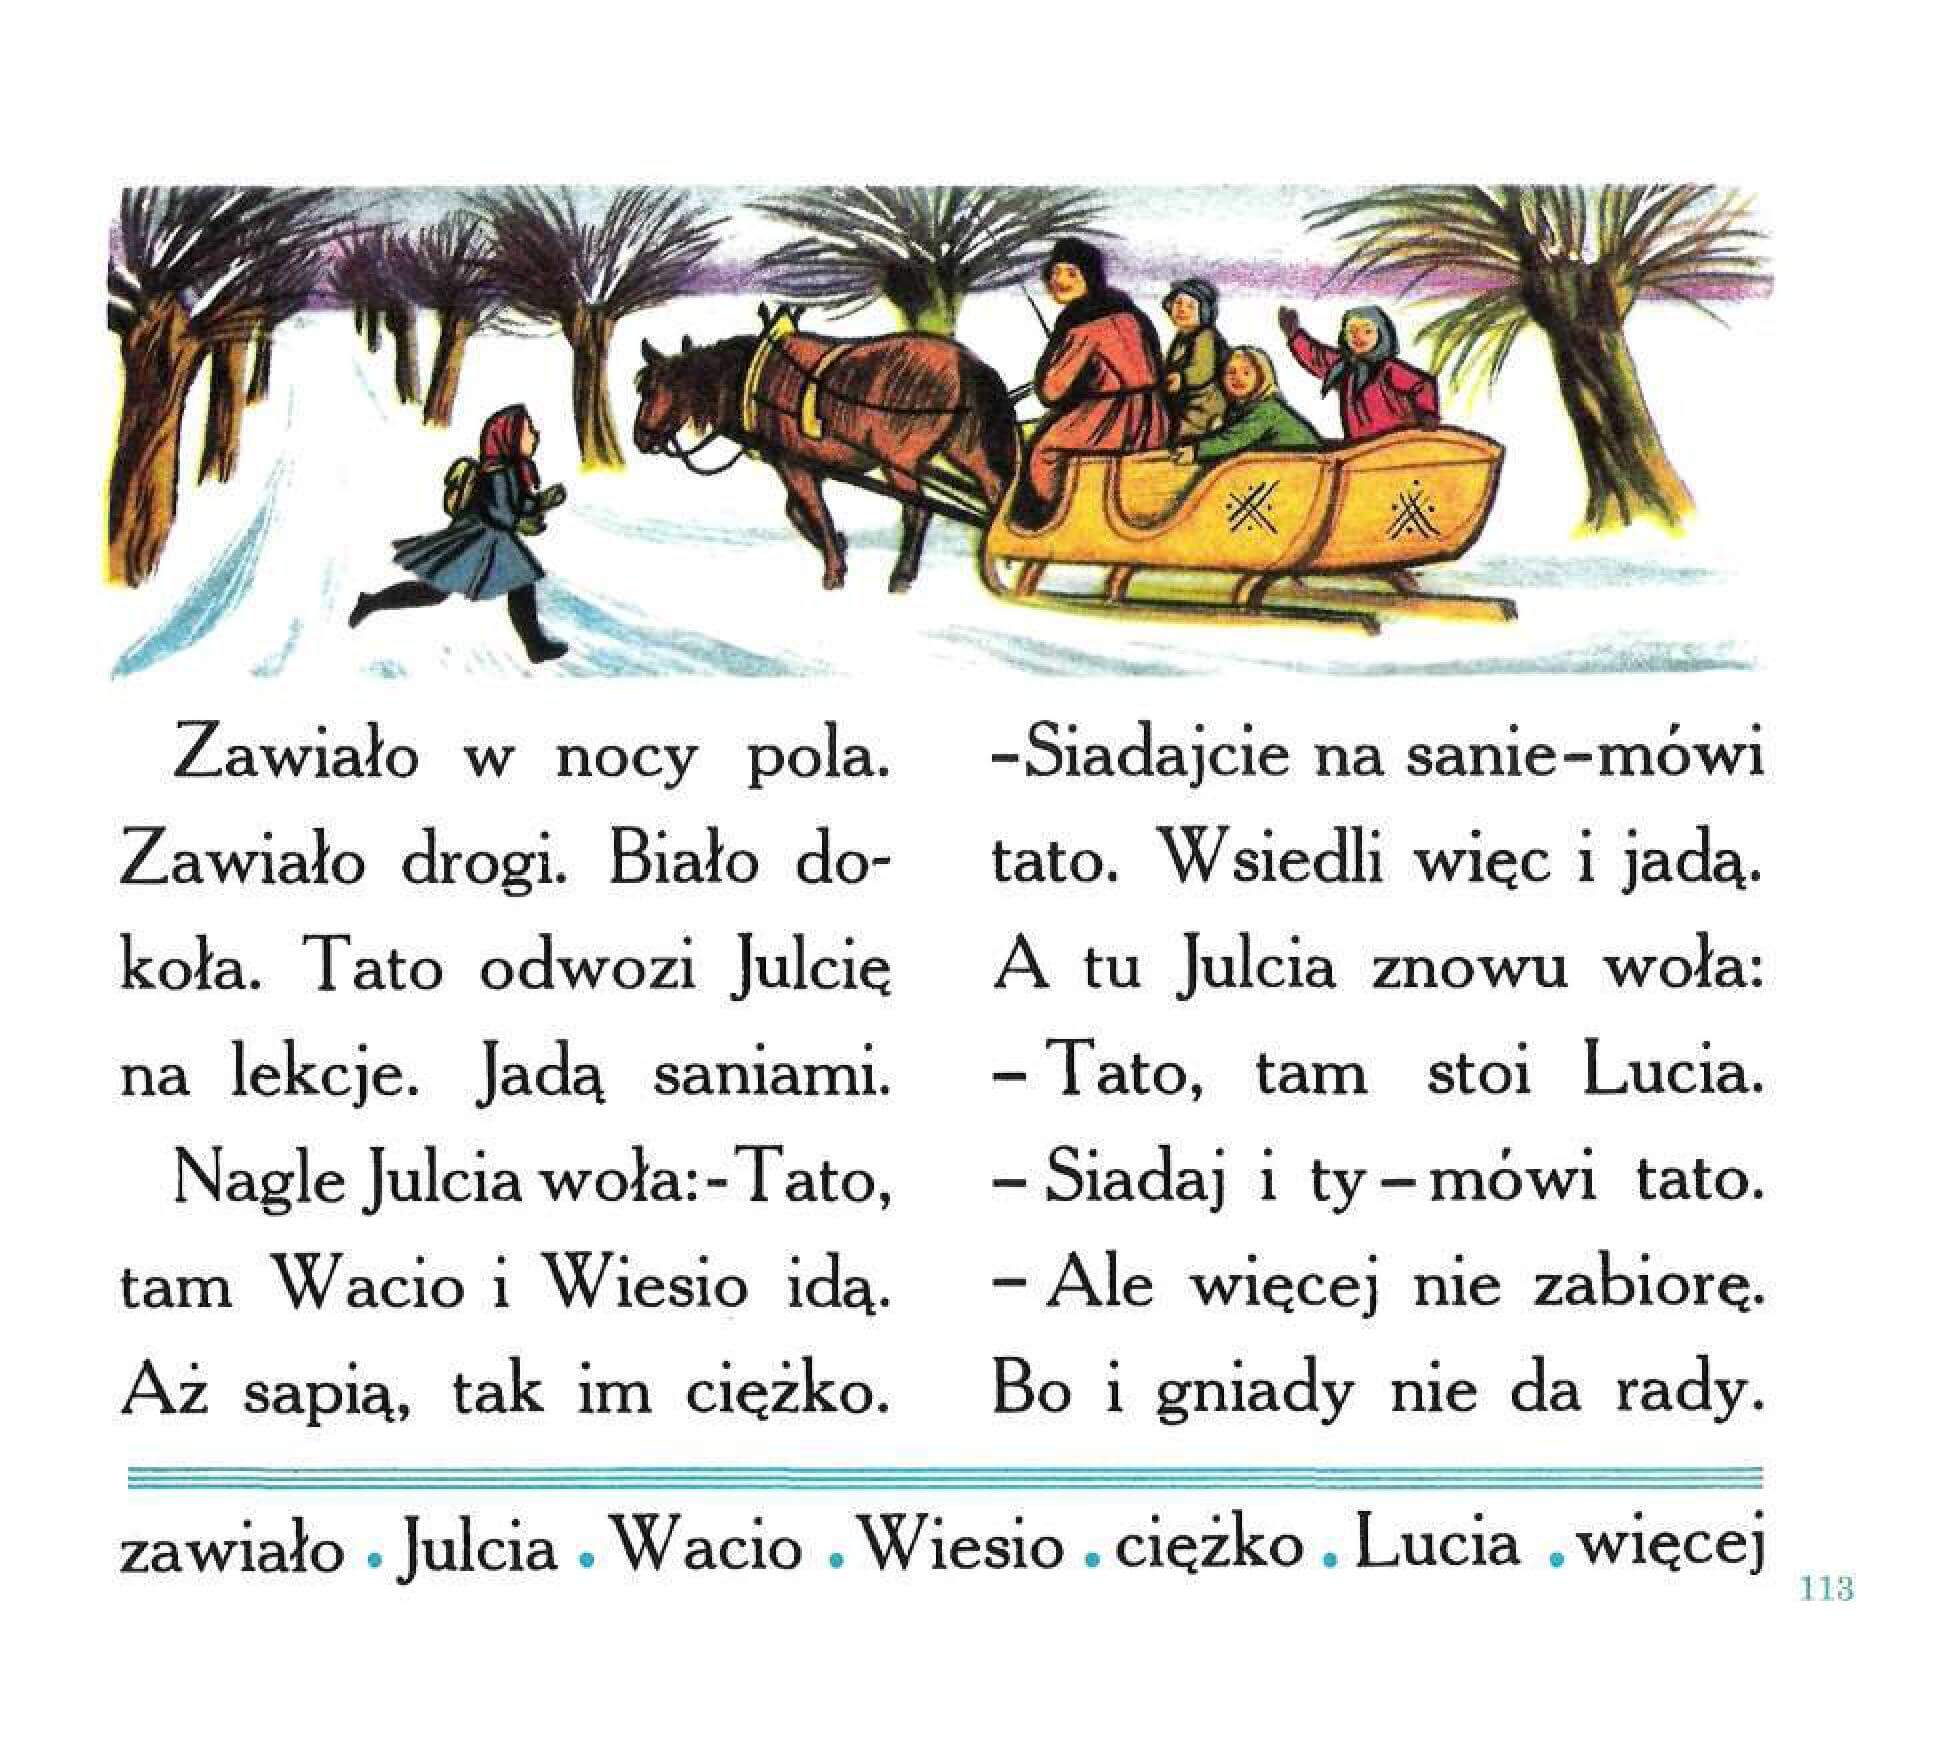 Zawiało w nocy pola.
Zawiało drogi. Biało do-
koła. Tato odwozi Julcię
na lekcje. Jadą saniami.
Nagle Julcia woła:-Tato,
tam Wacio i Wiesio idą.
Aż sapią, tak im ciężko.
-Siadajcie na sanie-mówi
tato. Wsiedli więc i jadą.
A tu Julcia znowu woła:
- Tato, tam stoi Lucia.
- Siadaj i ty - mówi tato.
- Ale więcej nie zabiorę.
Bo i gniady nie da rady.
zawiało . Julcia . Wacio . Wiesio . ciężko . Lucia . więcej
113